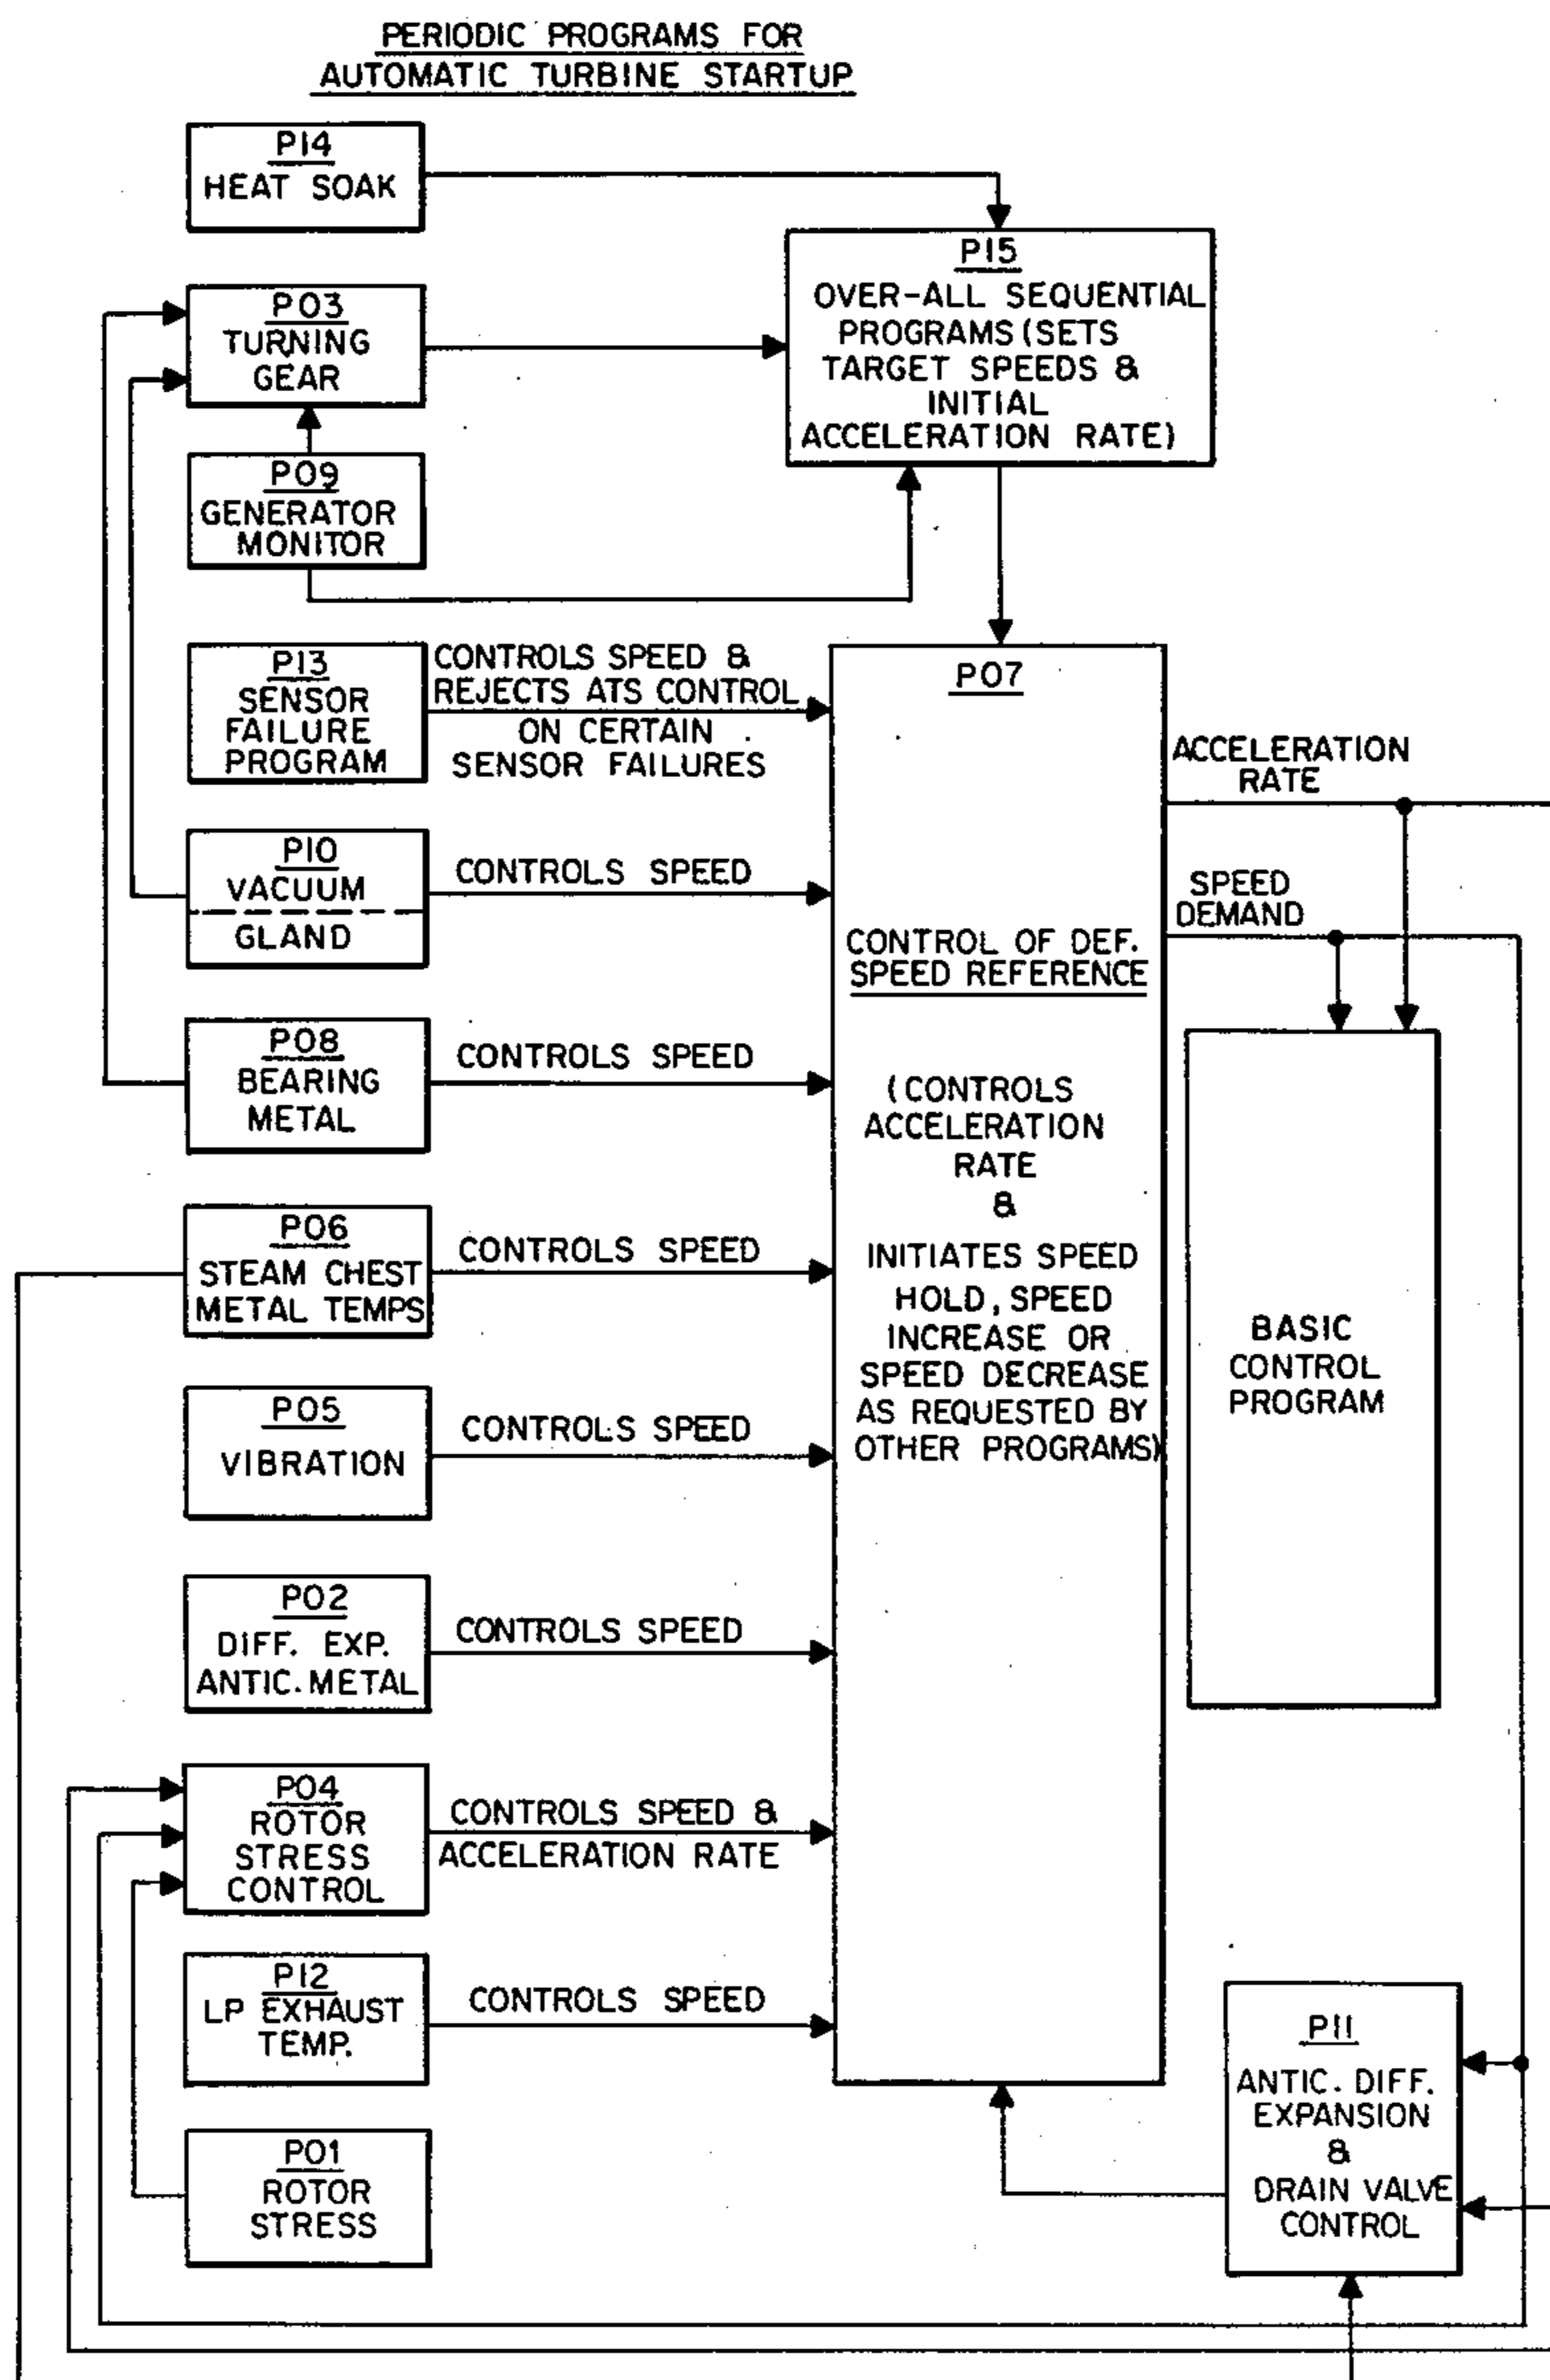 PERIODIC PROGRAMS FOR
AUTOMATIC TURBINE STARTUP
P14
HEAT SOAK
P15
OVER-ALL SEQUENTIAL
PROGRAMS (SETS
TARGET SPEEDS &
INITIAL
ACCELERATION RATE)
P03
TURNING
GEAR
P09
GENERATOR
MONITOR
P13
SENSOR
FAILURE
PROGRAM
CONTROLS SPEED &
REJECTS ATS CONTROL
ON CERTAIN
SENSOR FAILURES
P07
CONTROL OF DEF.
SPEED REFERENCE
(CONTROLS
ACCELERATION
RATE
&
INITIATES SPEED
HOLD, SPEED
INCREASE OR
SPEED DECREASE
AS REQUESTED BY
OTHER PROGRAMS)
ACCELERATION
RATE
SPEED
DEMAND
BASIC
CONTROL
PROGRAM
P10
VACUUM
GLAND
CONTROLS SPEED
P08
BEARING
METAL
CONTROLS SPEED
P06
STEAM CHEST
METAL TEMPS
CONTROLS SPEED
P05
VIBRATION
CONTROLS SPEED
P02
DIFF. EXP.
ANTIC. METAL
CONTROLS SPEED
P04
ROTOR
STRESS
CONTROL
CONTROLS SPEED &
ACCELERATION RATE
P12
LP EXHAUST
TEMP.
CONTROLS SPEED
P01
ROTOR
STRESS
P11
ANTIC. DIFF.
EXPANSION
&
DRAIN VALVE
CONTROL